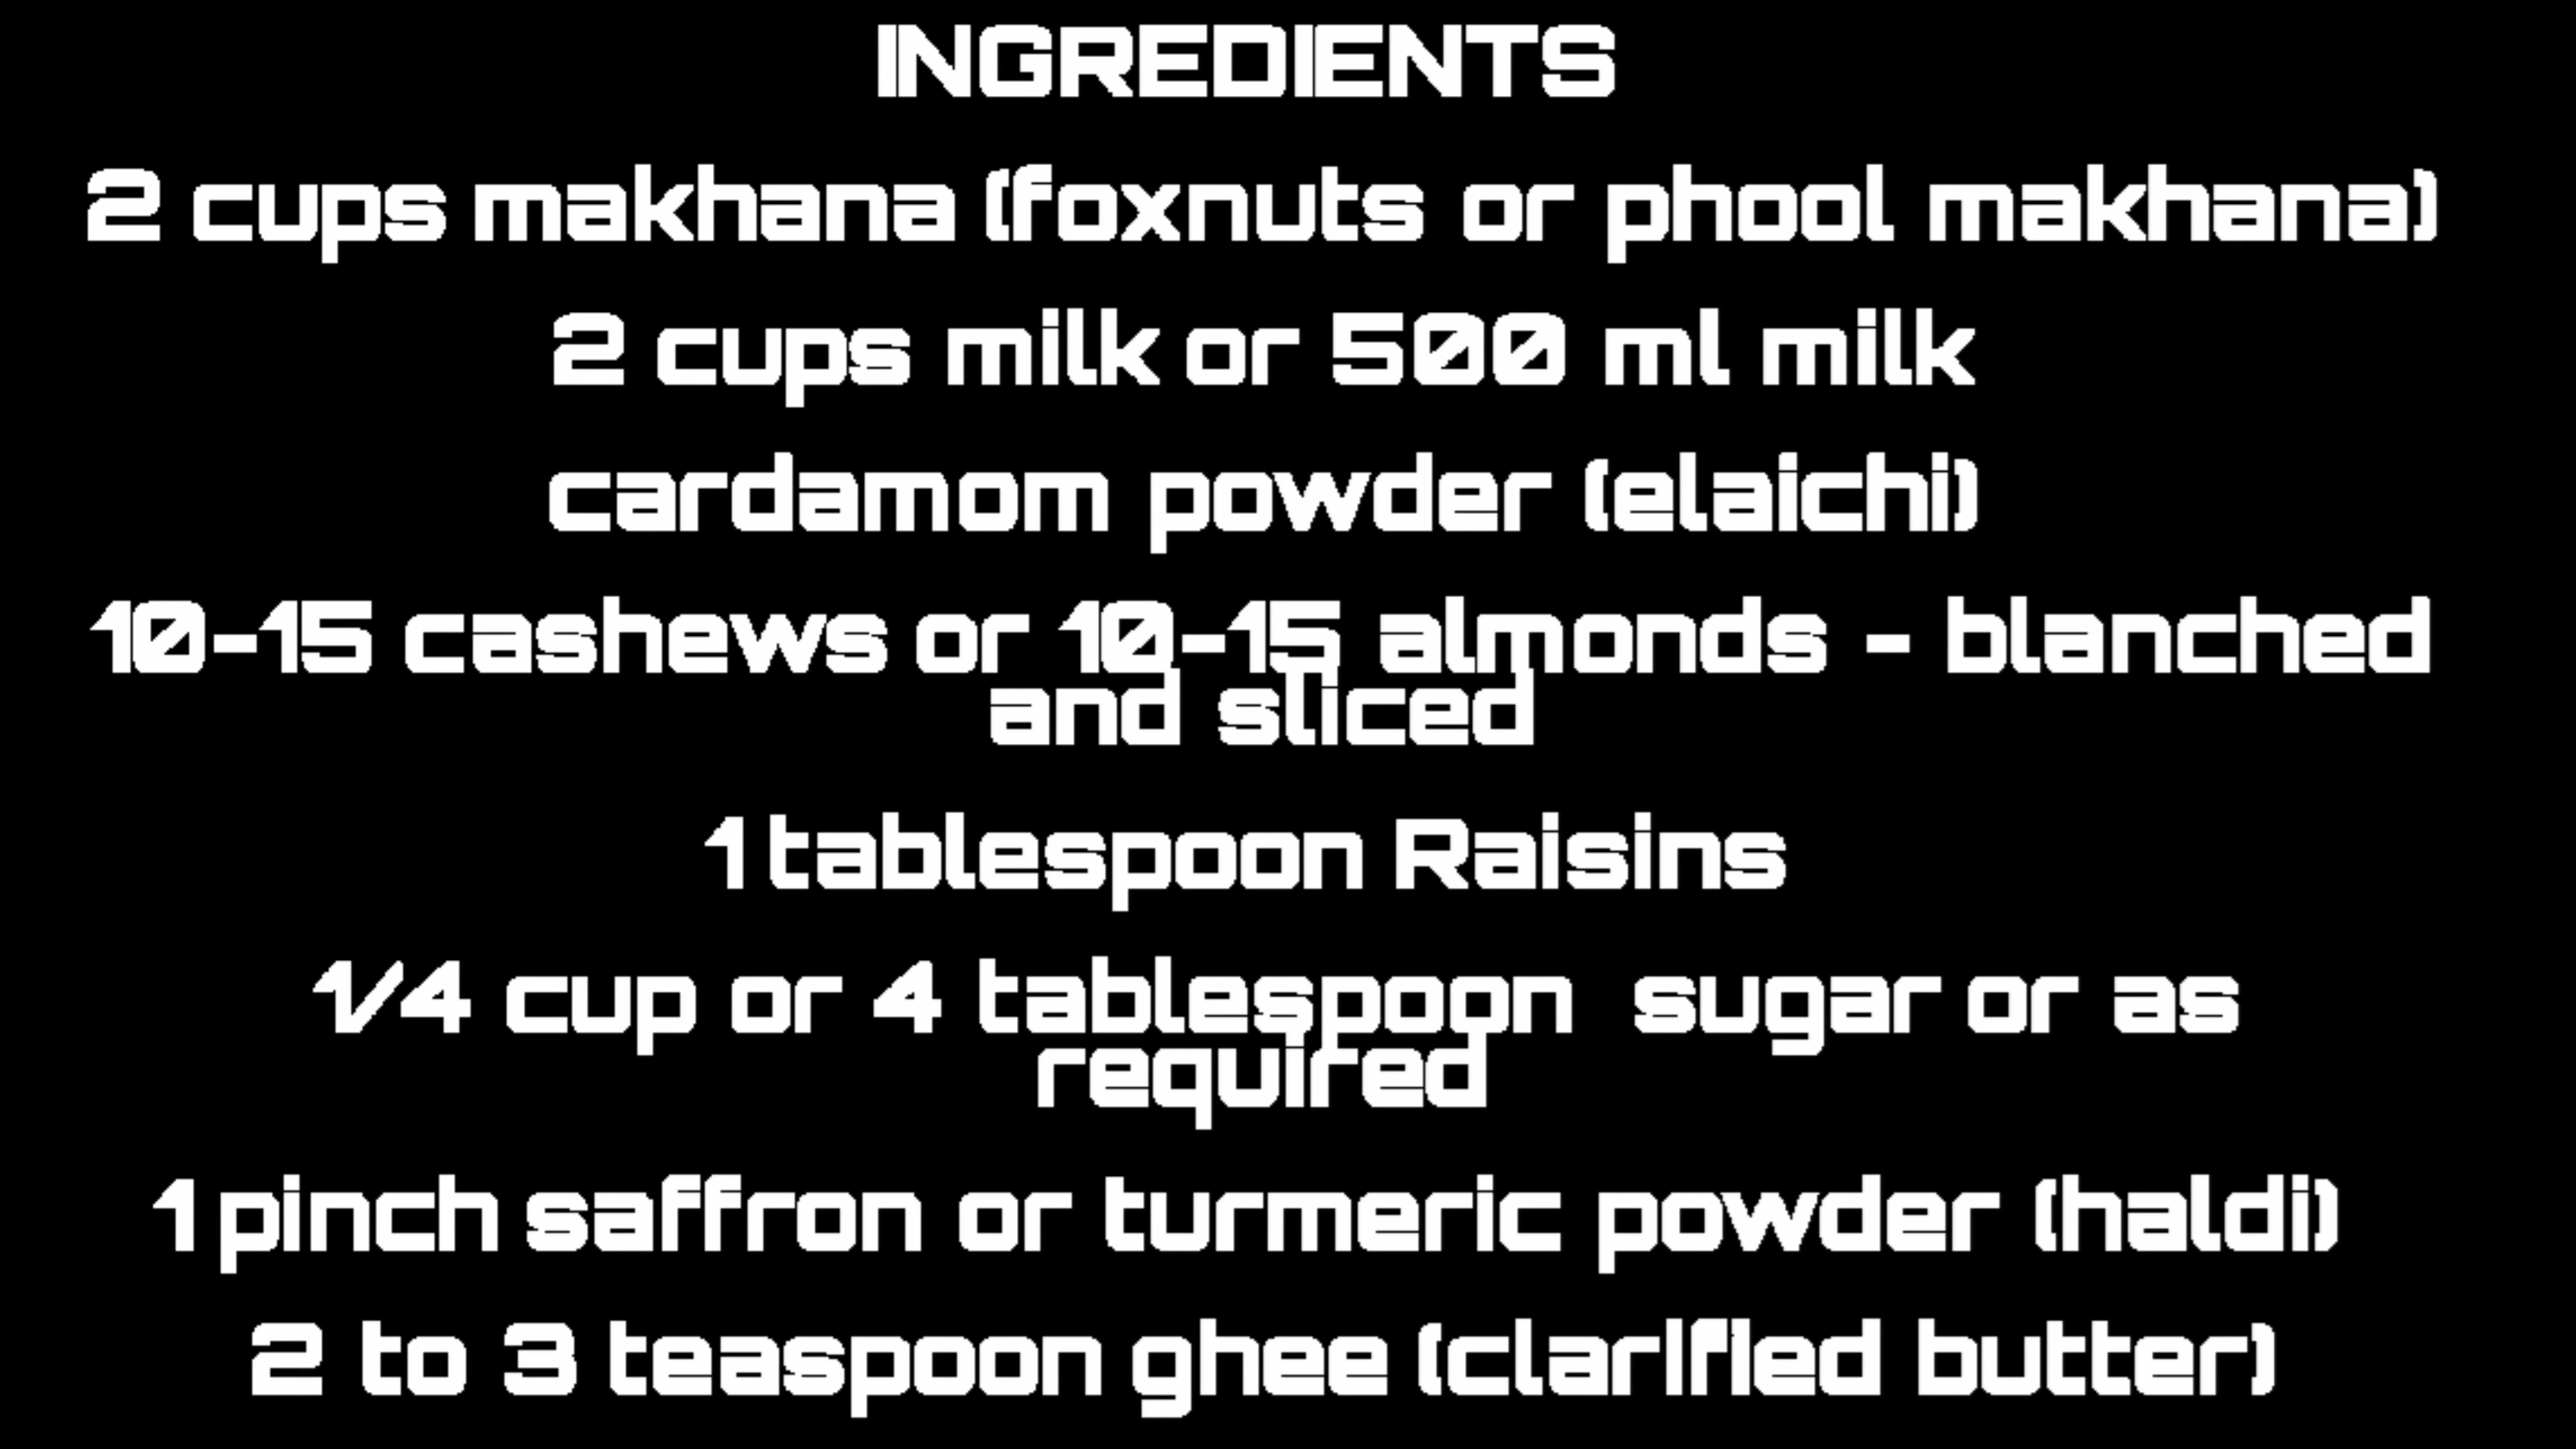 INGREDIENTS
2 cups makhana (foxnuts or phool makhana)
2 cups milk or 500 ml milk
cardamom powder (elaichi)
10-15 cashews or 10-15 almonds - blanched
and sliced
1 tablespoon Raisins
1/4 cup or 4 tablespoon sugar or as
required
1 pinch saffron or turmeric powder (haldi)
2 to 3 teaspoon ghee (clarified butter)